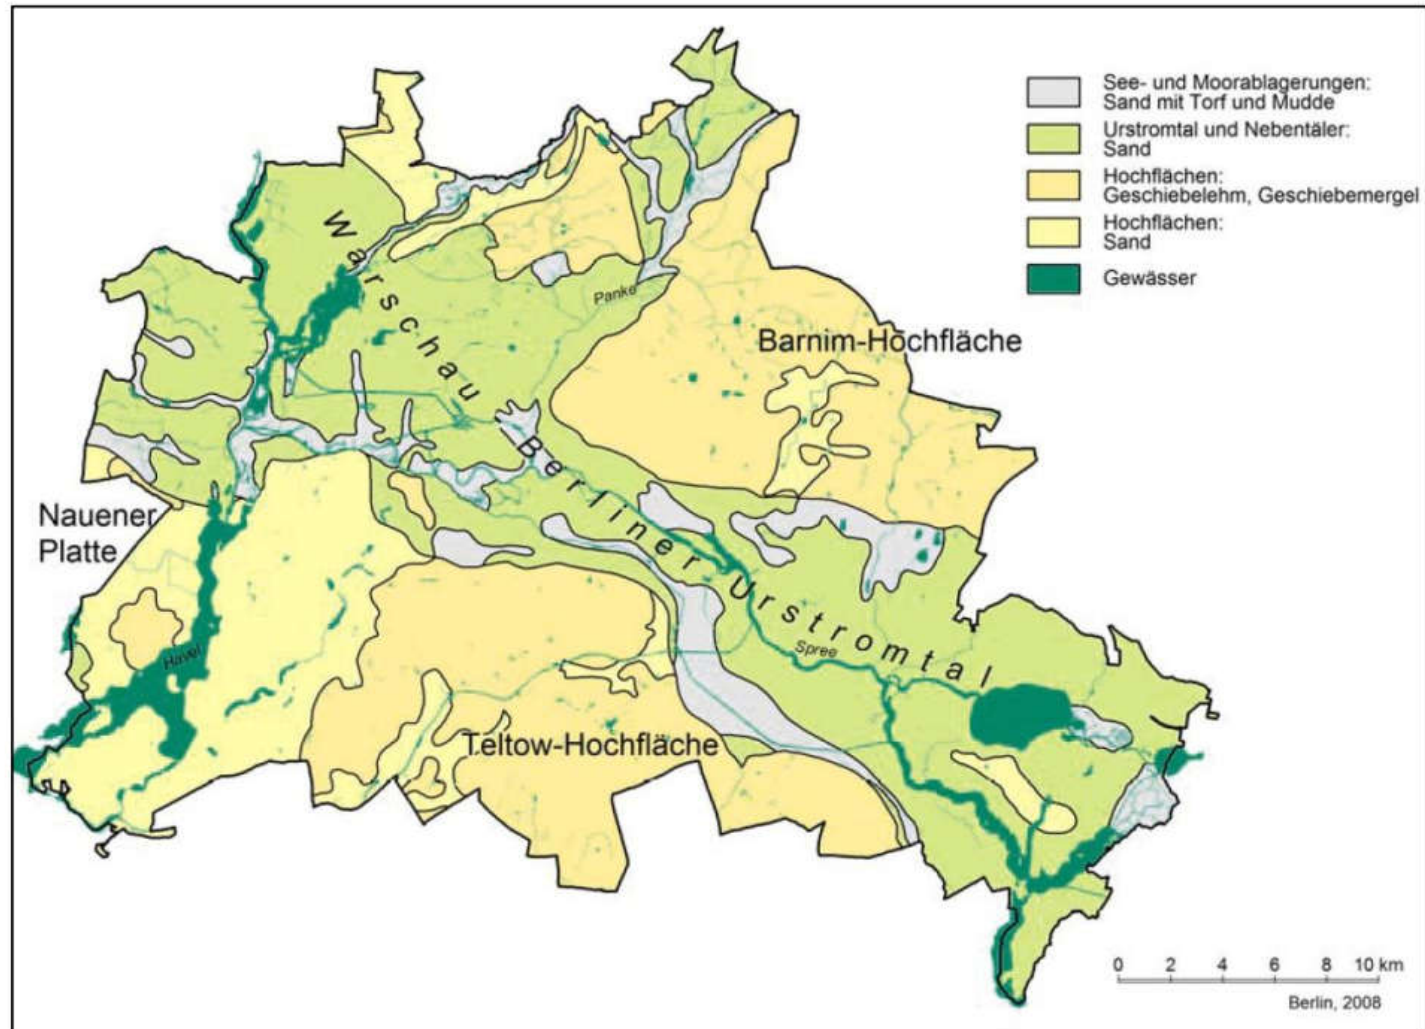 See- und Moorablagerungen:
Sand mit Torf und Mudde
Urstromtal und Nebentäler:
Sand
Hochflächen:
Geschiebelehm, Geschiebemergel
Hochflächen:
Sand
Gewässer
Warschau - Berliner Urstromtal
Panke
Barnim-Hochfläche
Nauener
Platte
Spree
Havel
Teltow-Hochfläche
0 2 4 6 8 10 km
Berlin, 2008